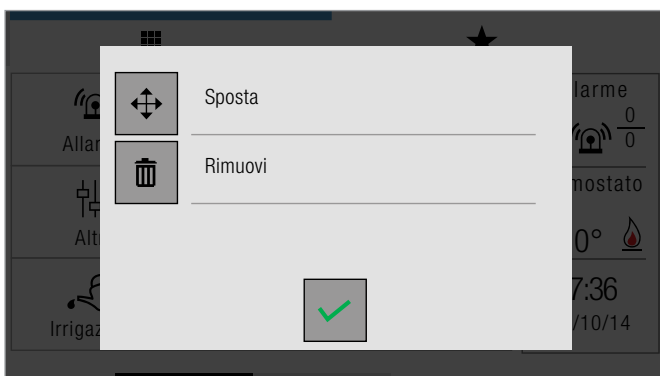 Sposta
Rimuovi
larme
0
0
Allar
mostato
0°
Alt
7:36
Irrigaz
/10/14